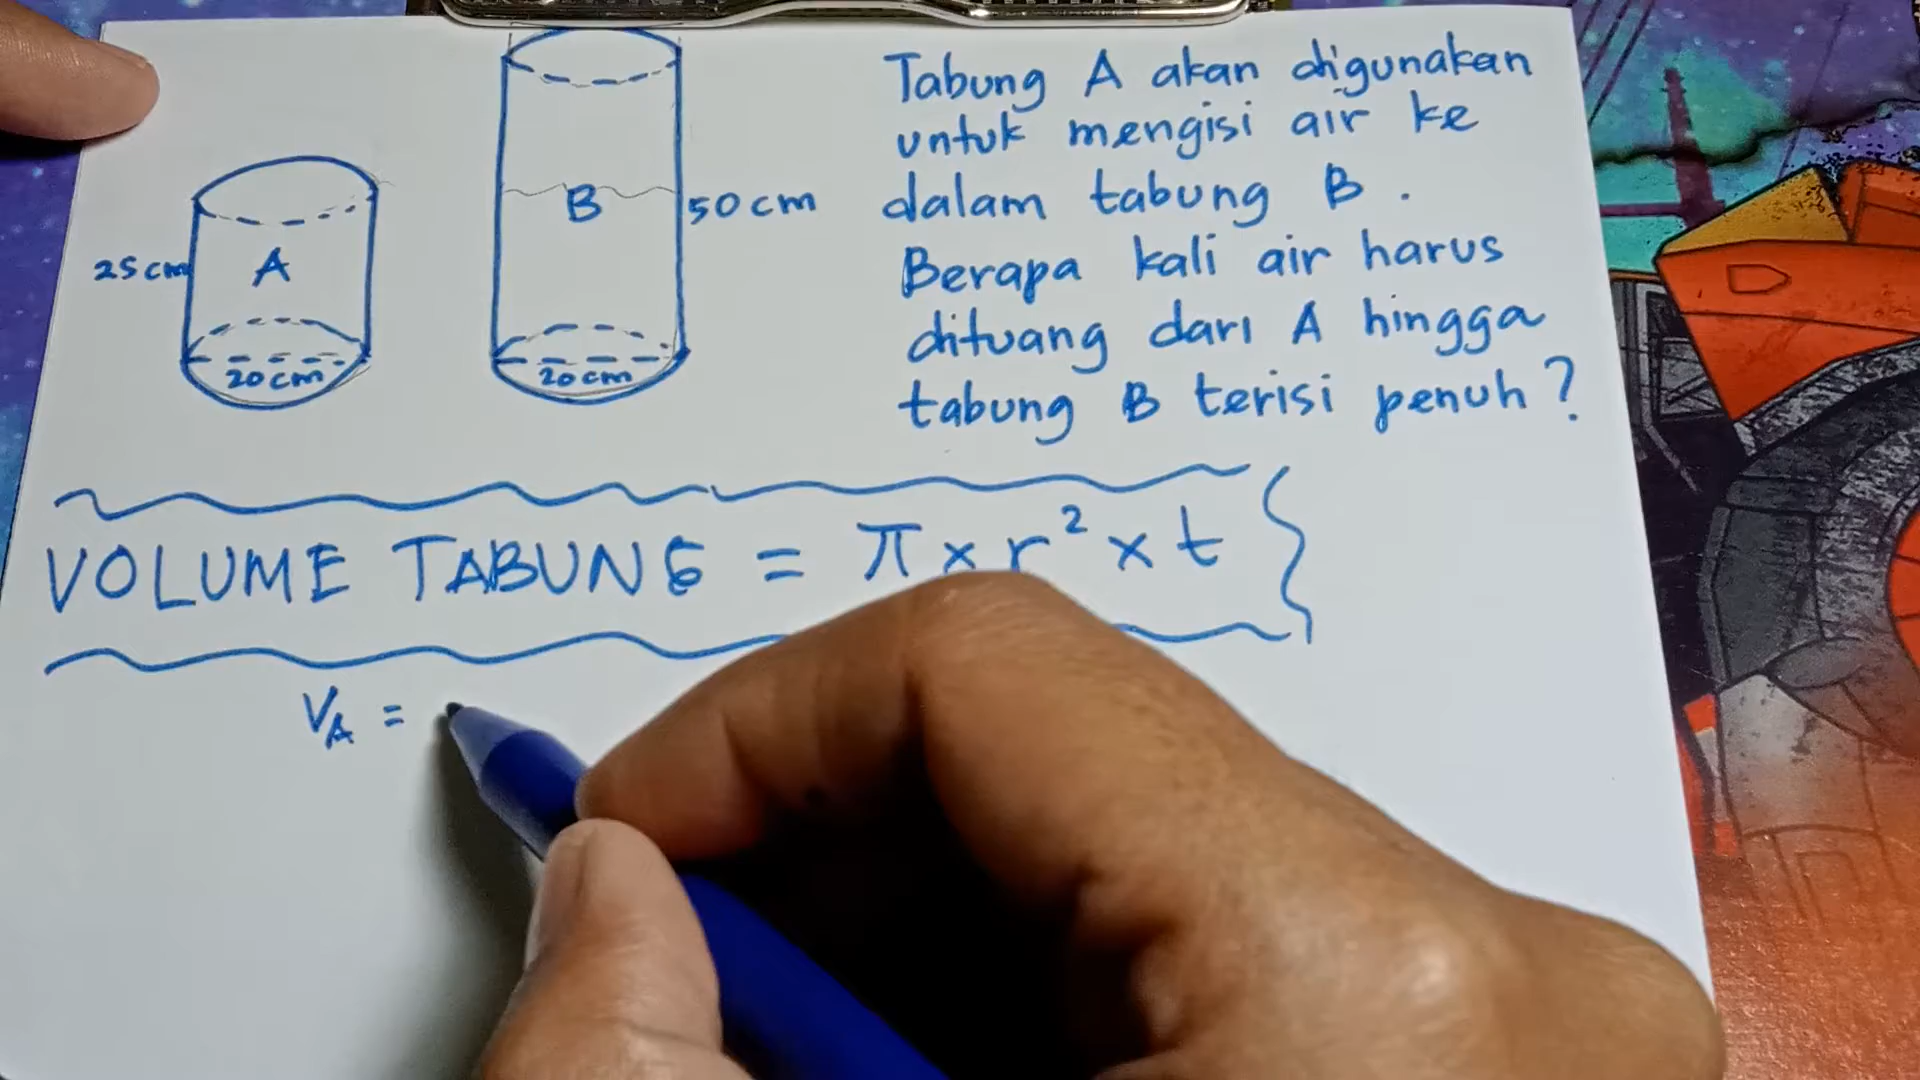 25 cm
A
20 cm
B
50 cm
20 cm
Tabung A akan digunakan
untuk mengisi air ke
dalam tabung B .
Berapa kali air harus
dituang dari A hingga
tabung B terisi penuh ?
VOLUME TABUNG = π × r² × t
V_A =